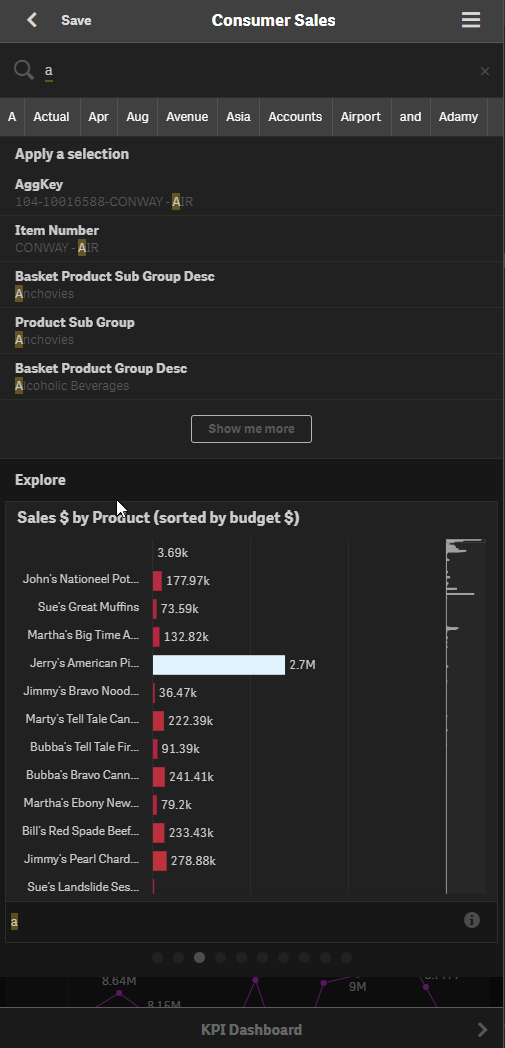 Save
Consumer Sales
a
A Actual Apr Aug Avenue Asia Accounts Airport and Adamy
Apply a selection
AggKey
104-10016588-CONWAY - AIR
Item Number
CONWAY - AIR
Basket Product Sub Group Desc
Anchovies
Product Sub Group
Anchovies
Basket Product Group Desc
Alcoholic Beverages
Show me more
Explore
Sales $ by Product (sorted by budget $)
3.69k
John's Nationeel Pot... 177.97k
Sue's Great Muffins 73.59k
Martha's Big Time A... 132.82k
Jerry's American Pi... 2.7M
Jimmy's Bravo Nood... 36.47k
Marty's Tell Tale Can... 222.39k
Bubba's Tell Tale Fir... 91.39k
Bubba's Bravo Cann... 241.41k
Martha's Ebony New... 79.2k
Bill's Red Spade Beef... 233.43k
Jimmy's Pearl Chard... 278.88k
Sue's Landslide Ses...
a
8.64M
8.15M
9M
KPI Dashboard